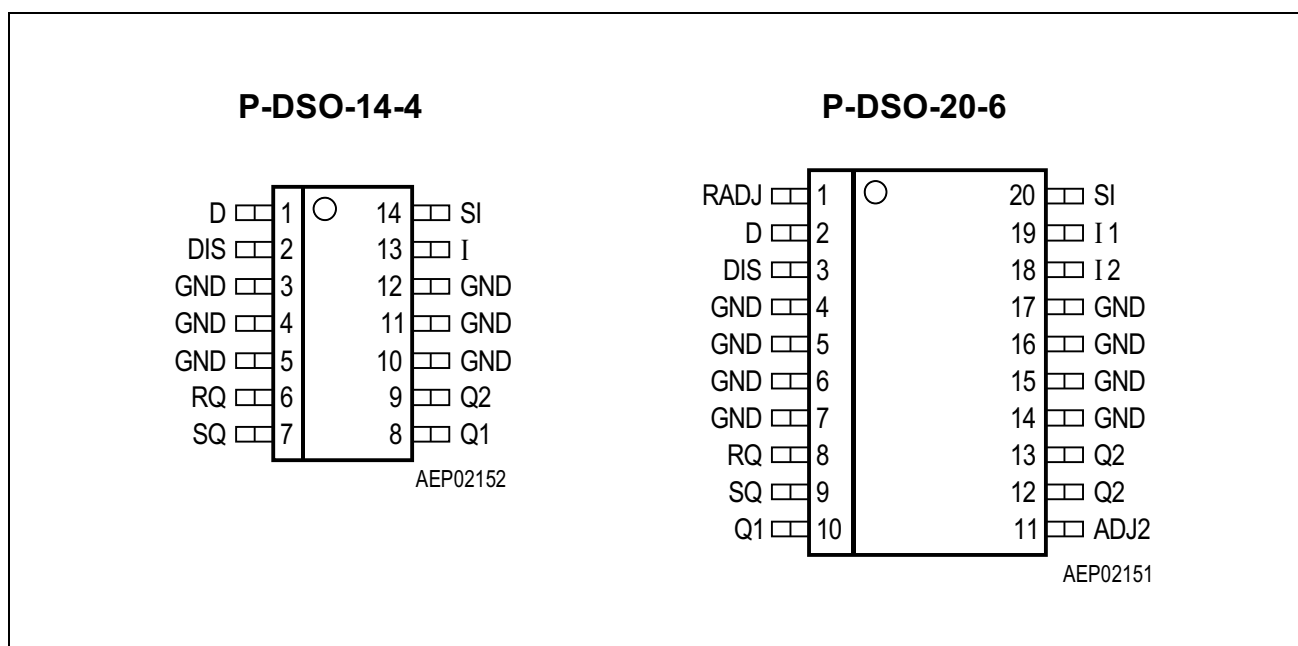 P-DSO-14-4
D 1 14 SI
DIS 2 13 I
GND 3 12 GND
GND 4 11 GND
GND 5 10 GND
RQ 6 9 Q2
SQ 7 8 Q1
AEP02152
P-DSO-20-6
RADJ 1 20 SI
D 2 19 I1
DIS 3 18 I2
GND 4 17 GND
GND 5 16 GND
GND 6 15 GND
GND 7 14 GND
RQ 8 13 Q2
SQ 9 12 Q2
Q1 10 11 ADJ2
AEP02151